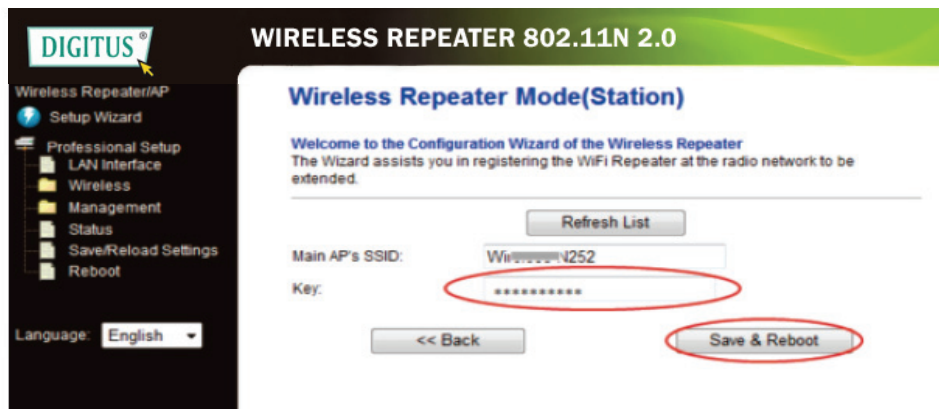 DIGITUS®
WIRELESS REPEATER 802.11N 2.0
Wireless Repeater/AP
Setup Wizard
Professional Setup
LAN Interface
Wireless
Management
Status
Save/Reload Settings
Reboot
Language: English
Wireless Repeater Mode(Station)
Welcome to the Configuration Wizard of the Wireless Repeater
The Wizard assists you in registering the WiFi Repeater at the radio network to be
extended.
Refresh List
Main AP's SSID:
Key: **********
<< Back Save & Reboot